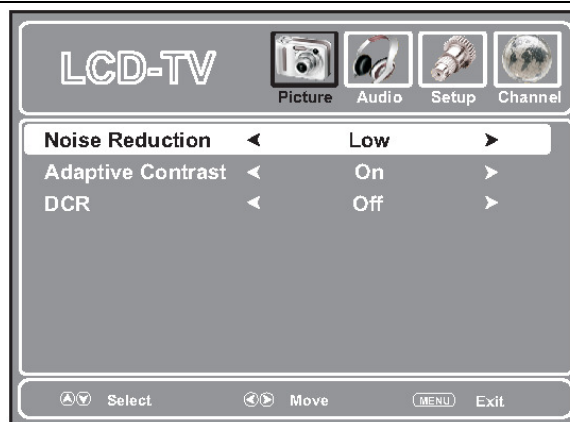 LCD-TV
Picture Audio Setup Channel
Noise Reduction Low
Adaptive Contrast On
DCR Off
Select Move MENU Exit